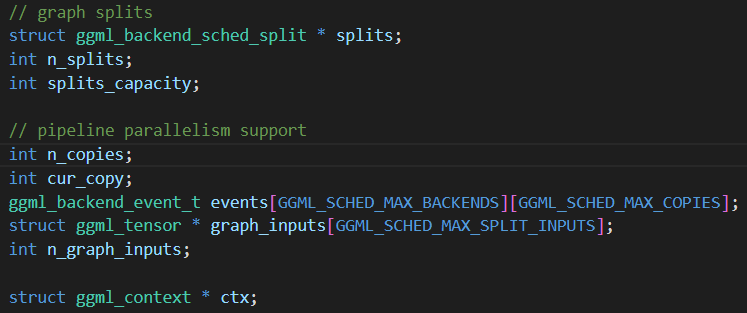 // graph splits
struct ggml_backend_sched_split * splits;
int n_splits;
int splits_capacity;
// pipeline parallelism support
int n_copies;
int cur_copy;
ggml_backend_event_t events[GGML_SCHED_MAX_BACKENDS][GGML_SCHED_MAX_COPIES];
struct ggml_tensor * graph_inputs[GGML_SCHED_MAX_SPLIT_INPUTS];
int n_graph_inputs;
struct ggml_context * ctx;